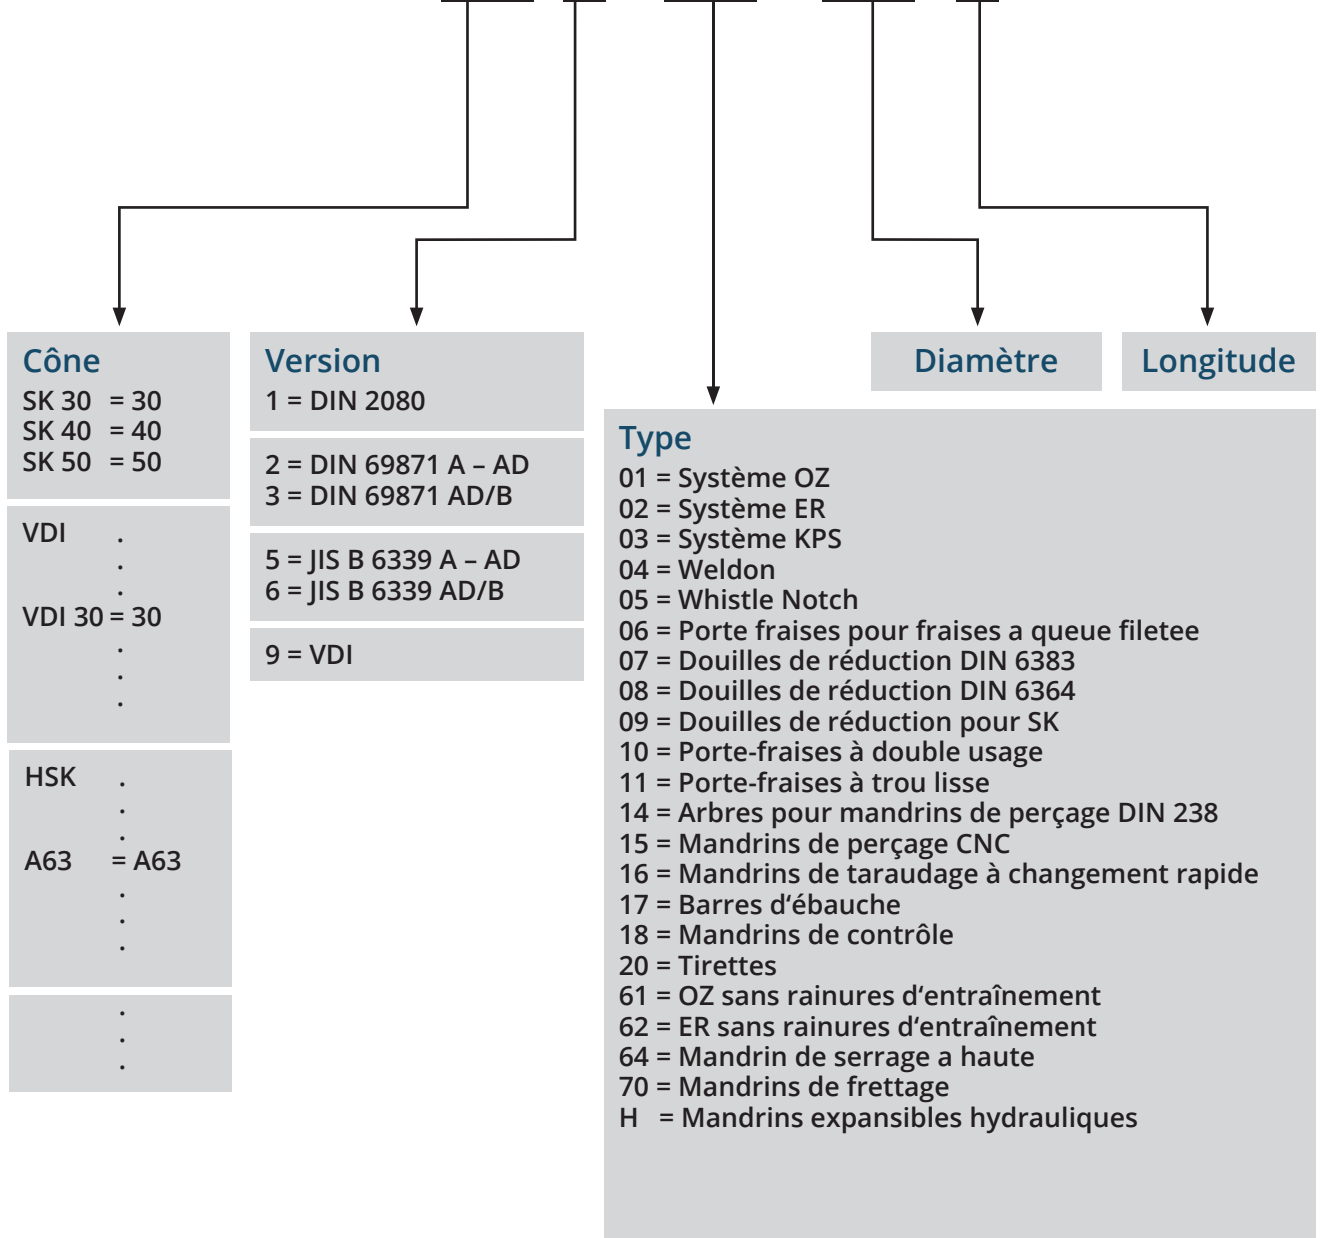 Cône
SK 30 = 30
SK 40 = 40
SK 50 = 50
VDI .
.
.
VDI 30 = 30
.
.
.
HSK .
.
.
A63 = A63
.
.
.
.
.
.
Version
1 = DIN 2080
2 = DIN 69871 A – AD
3 = DIN 69871 AD/B
5 = JIS B 6339 A – AD
6 = JIS B 6339 AD/B
9 = VDI
Type
01 = Système OZ
02 = Système ER
03 = Système KPS
04 = Weldon
05 = Whistle Notch
06 = Porte fraises pour fraises a queue filetee
07 = Douilles de réduction DIN 6383
08 = Douilles de réduction DIN 6364
09 = Douilles de réduction pour SK
10 = Porte-fraises à double usage
11 = Porte-fraises à trou lisse
14 = Arbres pour mandrins de perçage DIN 238
15 = Mandrins de perçage CNC
16 = Mandrins de taraudage à changement rapide
17 = Barres d‘ébauche
18 = Mandrins de contrôle
20 = Tirettes
61 = OZ sans rainures d‘entraînement
62 = ER sans rainures d‘entraînement
64 = Mandrin de serrage a haute
70 = Mandrins de frettage
H = Mandrins expansibles hydrauliques
Diamètre
Longitude